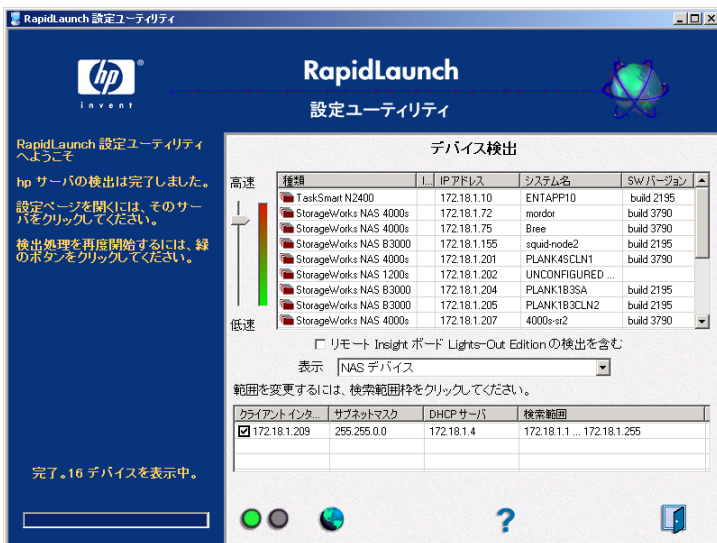 RapidLaunch 設定ユーティリティ
hp
invent
RapidLaunch
設定ユーティリティ
RapidLaunch 設定ユーティリティ
へようこそ
hp サーバの検出は完了しました。
設定ページを開くには、そのサー
バをクリックしてください。
検出処理を再度開始するには、緑
のボタンをクリックしてください。
完了。16 デバイスを表示中。
デバイス検出
高速
低速
種類 I... IP アドレス システム名 SW バージョン
TaskSmart N2400 172.18.1.10 ENTAPP10 build 2195
StorageWorks NAS 4000s 172.18.1.72 mordor build 3790
StorageWorks NAS 4000s 172.18.1.75 Bree build 3790
StorageWorks NAS B3000 172.18.1.155 squid-node2 build 2195
StorageWorks NAS 4000s 172.18.1.201 PLANK4SCLN1 build 3790
StorageWorks NAS 1200s 172.18.1.202 UNCONFIGURED ...
StorageWorks NAS B3000 172.18.1.204 PLANK1B3SA build 2195
StorageWorks NAS B3000 172.18.1.205 PLANK1B3CLN2 build 2195
StorageWorks NAS 4000s 172.18.1.207 4000s-sr2 build 3790
リモート Insight ボード Lights-Out Edition の検出を含む
表示 NAS デバイス
範囲を変更するには、検索範囲枠をクリックしてください。
クライアント インタ... サブネットマスク DHCP サーバ 検索範囲
172.18.1.209 255.255.0.0 172.18.1.4 172.18.1.1 ... 172.18.1.255
?